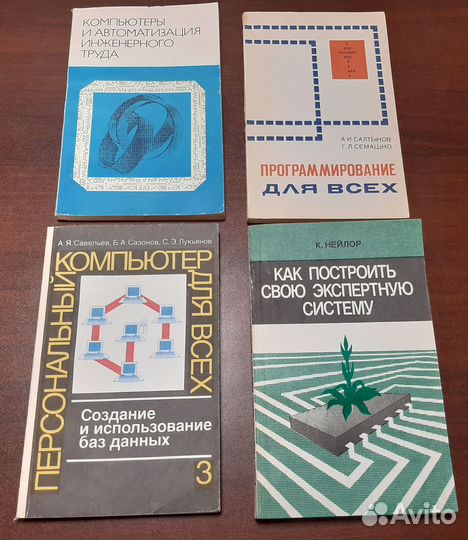 КОМПЬЮТЕРЫ
И АВТОМАТИЗАЦИЯ
ИНЖЕНЕРНОГО
ТРУДА
А.И.САЛТЫКОВ
Г.Л.СЕМАШКО
ПРОГРАММИРОВАНИЕ
ДЛЯ ВСЕХ
А.Я.Савельев, Б.А.Сазонов, С.Э.Лукьянов
ПЕРСОНАЛЬНЫЙ
КОМПЬЮТЕР
ДЛЯ ВСЕХ
Создание
и использование
баз данных
3
К. НЕЙЛОР
КАК ПОСТРОИТЬ
СВОЮ ЭКСПЕРТНУЮ
СИСТЕМУ
Avito